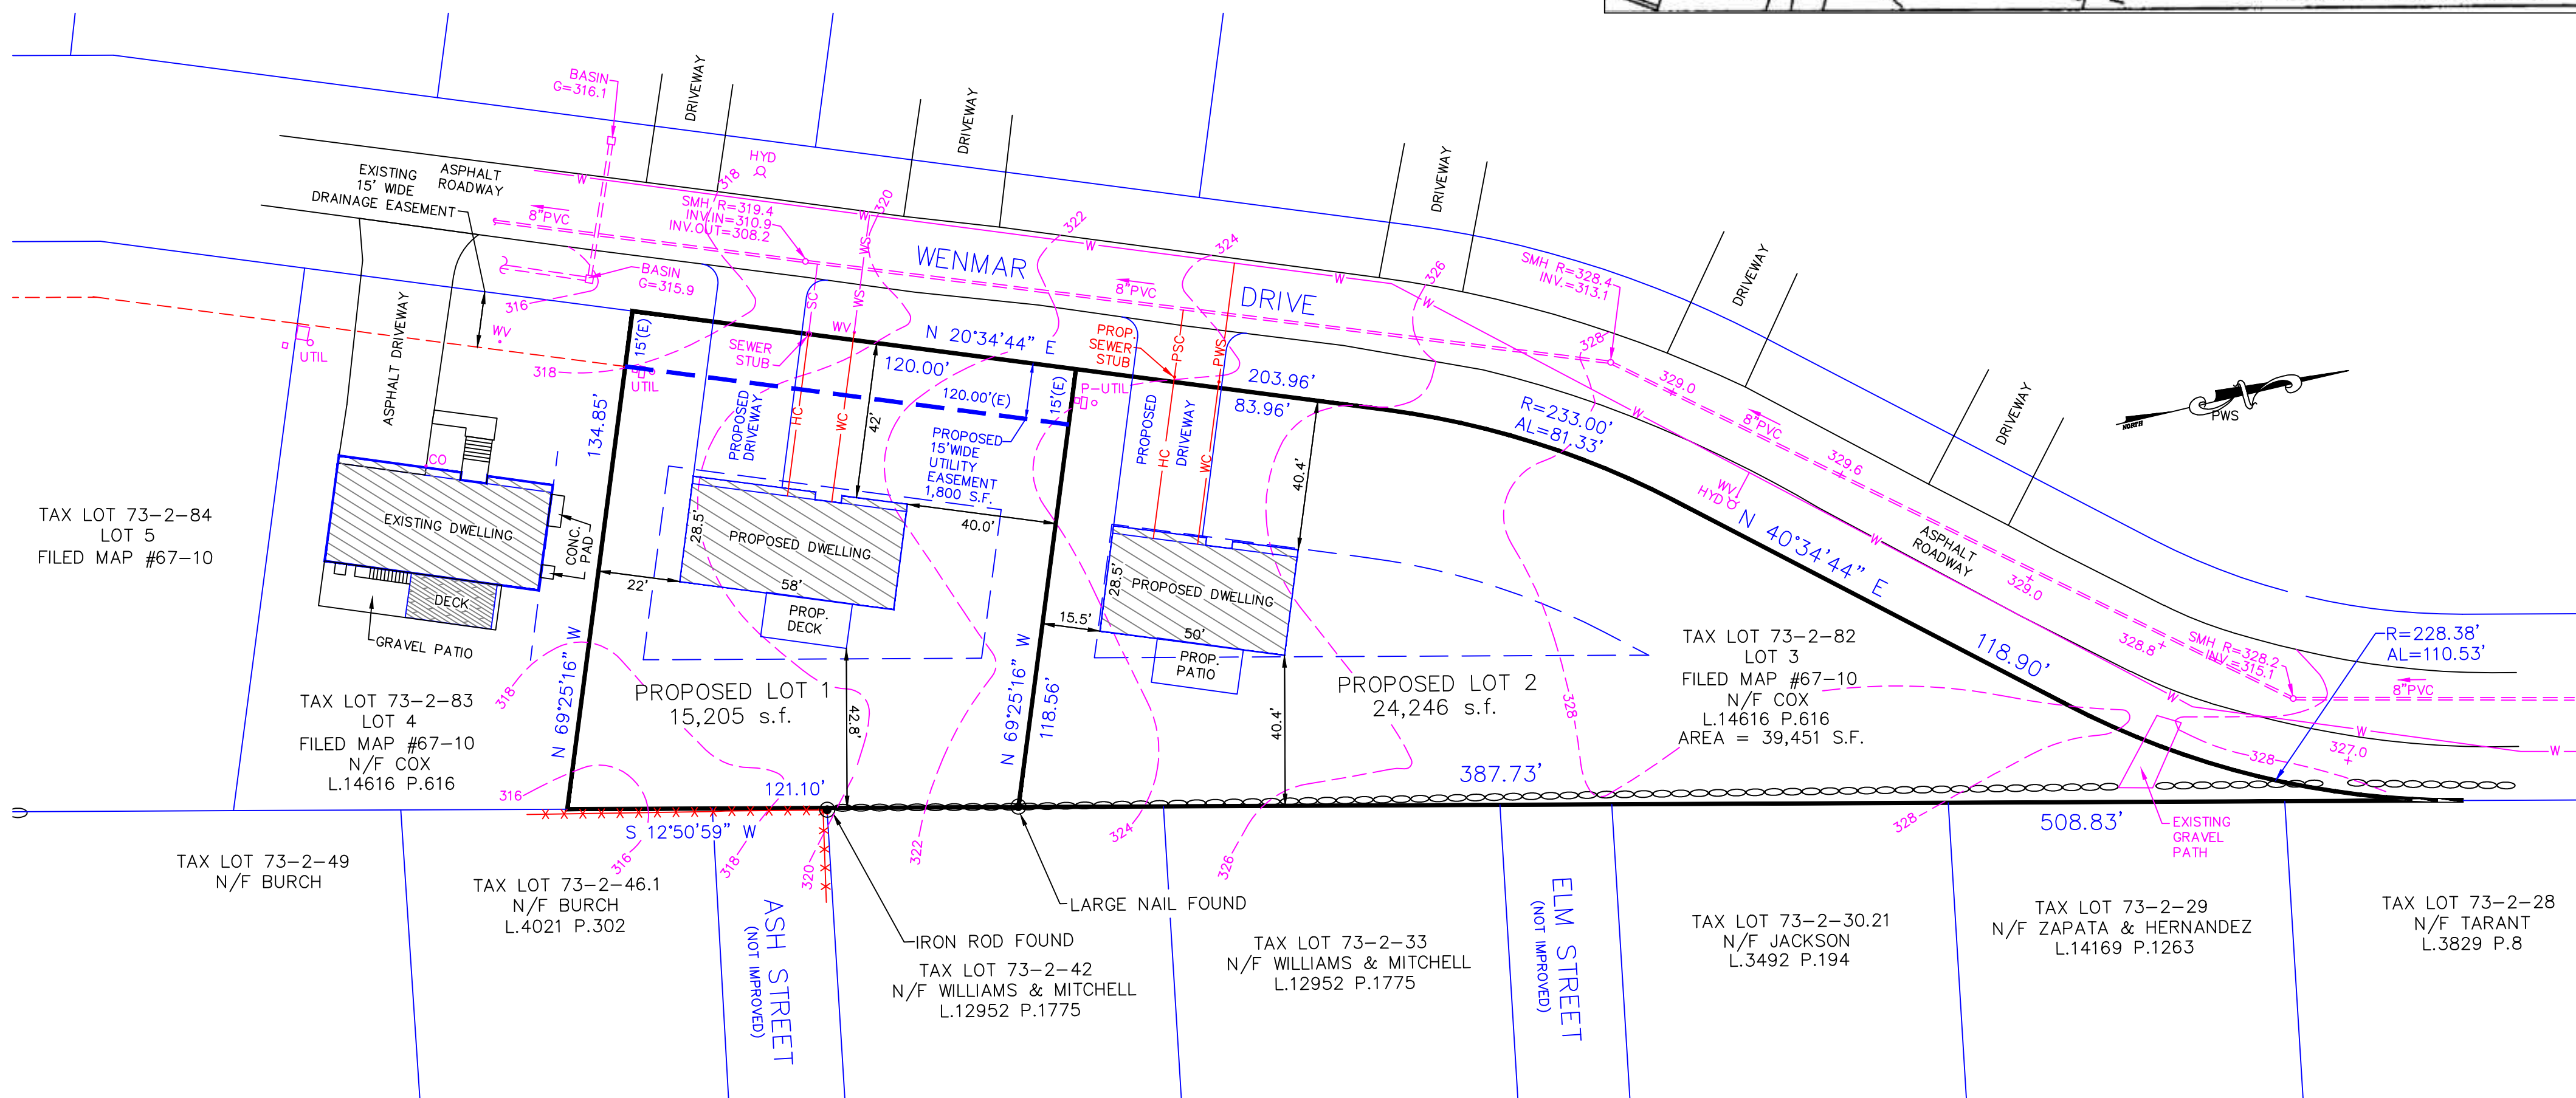 BASIN
G=316.1
DRIVEWAY
DRIVEWAY
DRIVEWAY
DRIVEWAY
DRIVEWAY
HYD
318
EXISTING
15' WIDE
DRAINAGE EASEMENT
ASPHALT
ROADWAY
W
8"PVC
SMH R=319.4
INV.IN=310.9
INV.OUT=308.2
W
320
322
W
324
W
326
W
BASIN
G=315.9
316
WENMAR
DRIVE
8"PVC
SMH R=328.4
INV.=313.1
328
329.0
8"PVC
329.6
329.0
328.8
SMH R=328.2
INV.=315.1
8"PVC
W
W
W
W
W
327.0
328
ASPHALT
ROADWAY
NORTH
PWS
UTIL
WV
ASPHALT DRIVEWAY
318
15'(E)
UTIL
SEWER
STUB
SC
WS
WS
WV
N 20°34'44" E
120.00'
120.00'(E)
15'(E)
PROP.
SEWER
STUB
PSC
PWS
P-UTIL
203.96'
83.96'
R=233.00'
AL=81.33'
WV
HYD
N 40°34'44" E
118.90'
R=228.38'
AL=110.53'
134.85'
PROPOSED
DRIVEWAY
HC
WC
42'
PROPOSED
15'WIDE
UTILITY
EASEMENT
1,800 S.F.
PROPOSED
DRIVEWAY
HC
WC
40.4'
CO
EXISTING DWELLING
CONC.
PAD
DECK
GRAVEL PATIO
28.5'
PROPOSED DWELLING
58'
22'
40.0'
PROP.
DECK
42.8'
28.5'
PROPOSED DWELLING
50'
15.5'
PROP.
PATIO
40.4'
TAX LOT 73-2-84
LOT 5
FILED MAP #67-10
TAX LOT 73-2-83
LOT 4
FILED MAP #67-10
N/F COX
L.14616 P.616
N 69°25'16" W
318
PROPOSED LOT 1
15,205 s.f.
N 69°25'16" W
118.56'
PROPOSED LOT 2
24,246 s.f.
328
TAX LOT 73-2-82
LOT 3
FILED MAP #67-10
N/F COX
L.14616 P.616
AREA = 39,451 S.F.
316
121.10'
387.73'
S 12°50'59" W
316
318
320
322
324
326
328
508.83'
EXISTING
GRAVEL
PATH
TAX LOT 73-2-49
N/F BURCH
TAX LOT 73-2-46.1
N/F BURCH
L.4021 P.302
ASH STREET
(NOT IMPROVED)
IRON ROD FOUND
LARGE NAIL FOUND
TAX LOT 73-2-42
N/F WILLIAMS & MITCHELL
L.12952 P.1775
TAX LOT 73-2-33
N/F WILLIAMS & MITCHELL
L.12952 P.1775
ELM STREET
(NOT IMPROVED)
TAX LOT 73-2-30.21
N/F JACKSON
L.3492 P.194
TAX LOT 73-2-29
N/F ZAPATA & HERNANDEZ
L.14169 P.1263
TAX LOT 73-2-28
N/F TARANT
L.3829 P.8